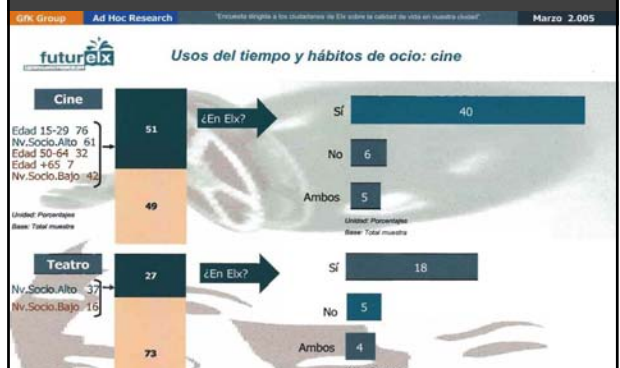 GfK Group Ad Hoc Research "Encuesta dirigida a los ciudadanos de Elx sobre la calidad de vida en nuestra ciudad" Marzo 2.005
futurelx
Usos del tiempo y hábitos de ocio: cine
Cine
Edad 15-29 76
Nv.Socio.Alto 61
Edad 50-64 32
Edad +65 7
Nv.Socio.Bajo 42
Unidad: Porcentajes
Base: Total muestra
51
49
¿En Elx?
Sí 40
No 6
Ambos 5
Unidad: Porcentajes
Base: Total muestra
Teatro
Nv.Socio.Alto 37
Nv.Socio.Bajo 16
27
73
¿En Elx?
Sí 18
No 5
Ambos 4